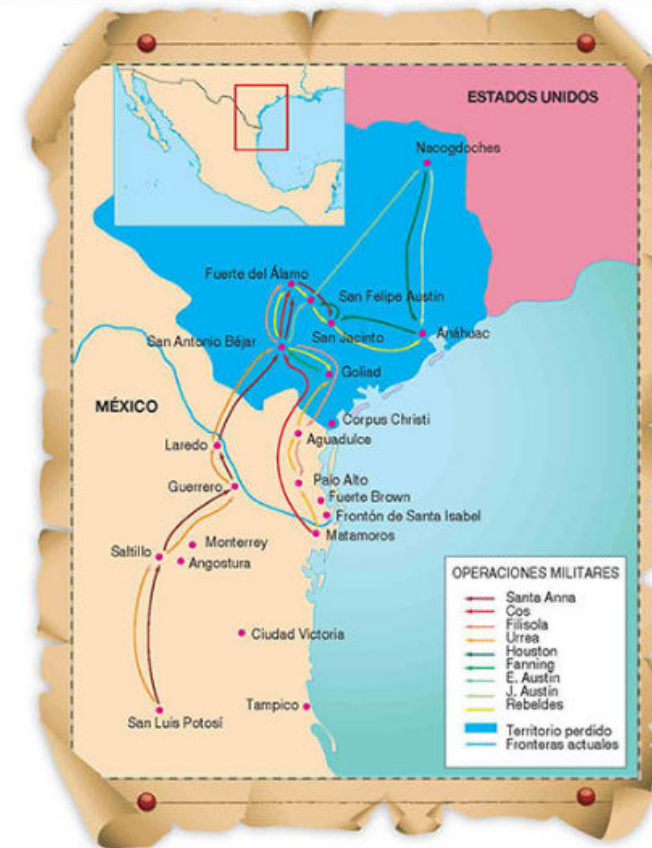 ESTADOS UNIDOS
Nacogdoches
Fuerte del Álamo
San Felipe Austin
San Antonio Béjar
San Jacinto
Anáhuac
Goliad
MÉXICO
Corpus Christi
Laredo
Aguadulce
Guerrero
Palo Alto
Fuerte Brown
Frontón de Santa Isabel
Matamoros
Monterrey
Saltillo
Angostura
Ciudad Victoria
Tampico
San Luis Potosí
OPERACIONES MILITARES
Santa Anna
Cos
Filisola
Urrea
Houston
Fanning
E. Austin
J. Austin
Rebeldes
Territorio perdido
Fronteras actuales